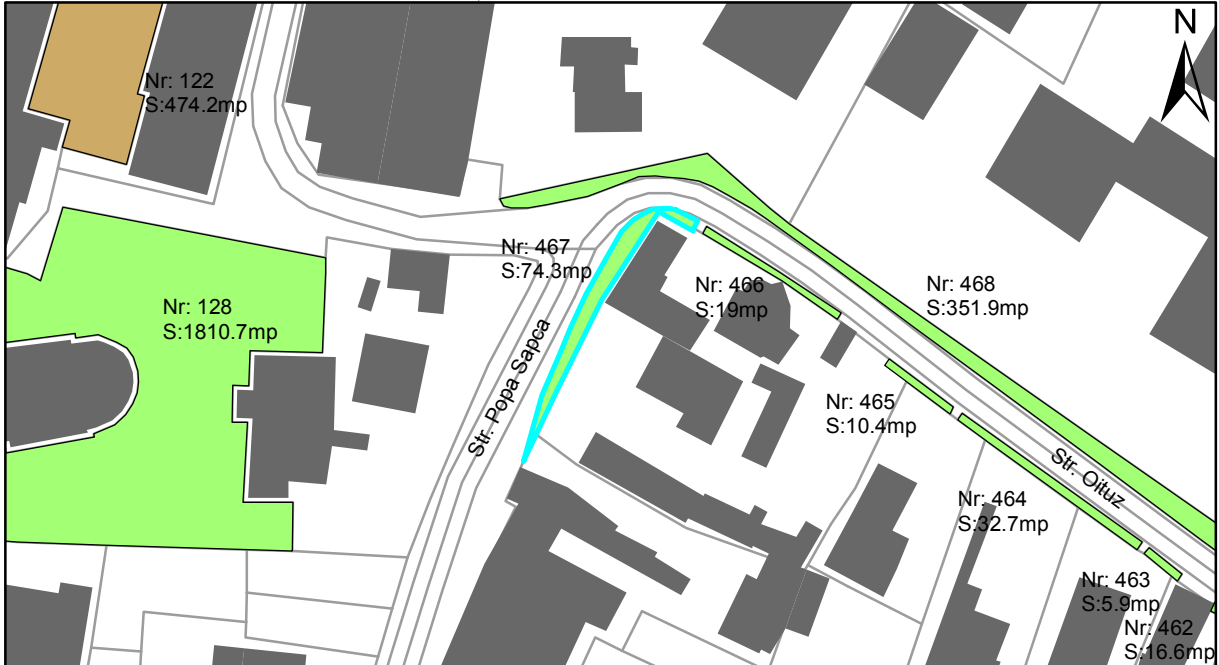 N
Nr: 122
S:474.2mp
Nr: 467
S:74.3mp
Nr: 466
S:19mp
Nr: 468
S:351.9mp
Nr: 128
S:1810.7mp
Str. Popa Sapca
Nr: 465
S:10.4mp
Str. Oituz
Nr: 464
S:32.7mp
Nr: 463
S:5.9mp
Nr: 462
S:16.6mp